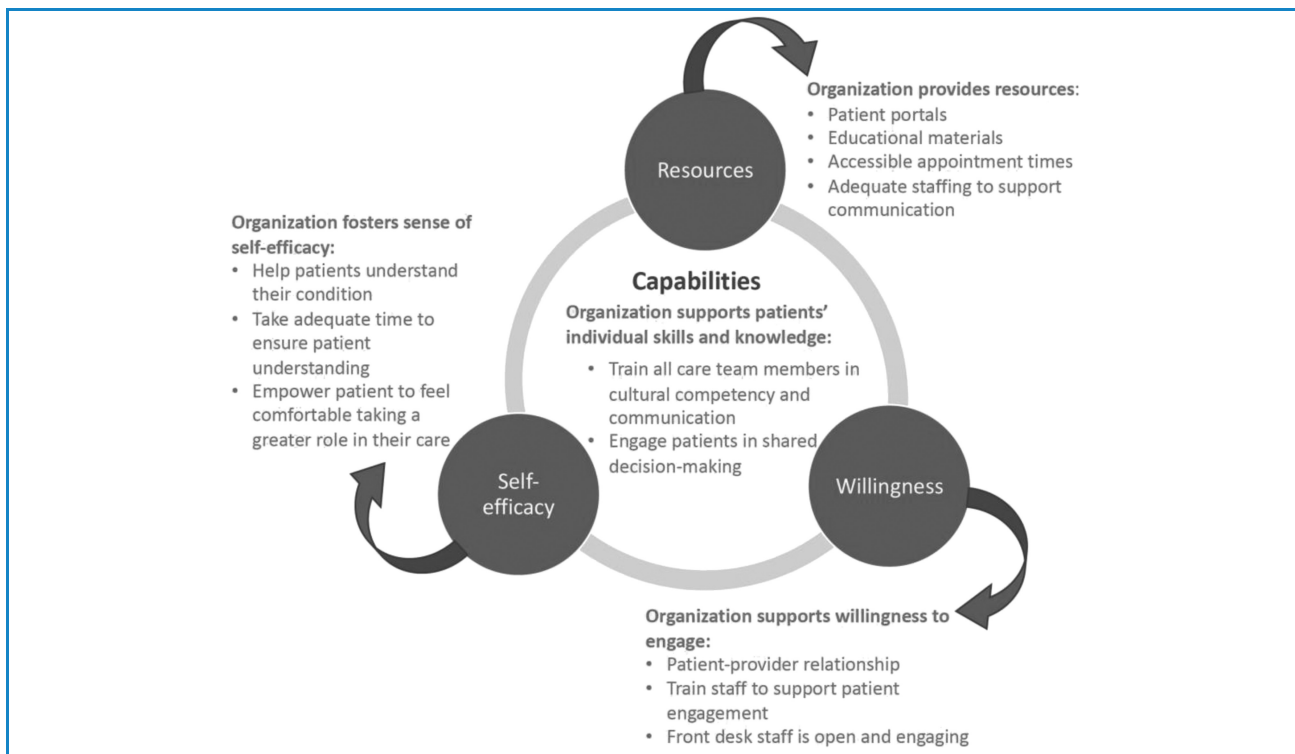 Resources
Organization provides resources:
• Patient portals
• Educational materials
• Accessible appointment times
• Adequate staffing to support
communication
Organization fosters sense of
self-efficacy:
• Help patients understand
their condition
• Take adequate time to
ensure patient
understanding
• Empower patient to feel
comfortable taking a
greater role in their care
Capabilities
Organization supports patients’
individual skills and knowledge:
• Train all care team members in
cultural competency and
communication
• Engage patients in shared
decision-making
Self-
efficacy
Willingness
Organization supports willingness to
engage:
• Patient-provider relationship
• Train staff to support patient
engagement
• Front desk staff is open and engaging